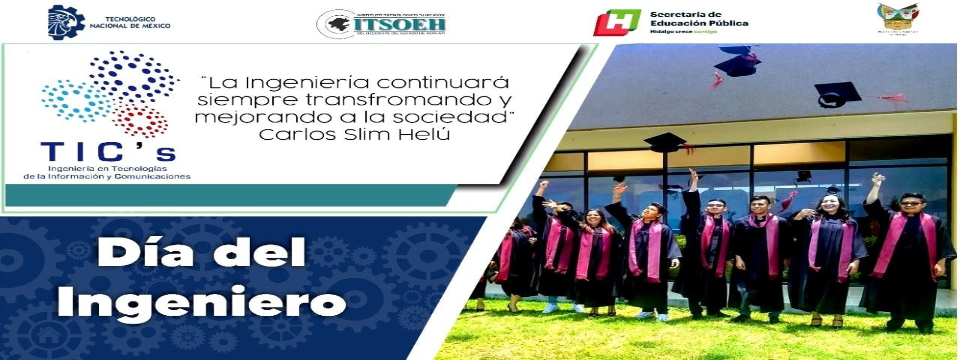 TECNOLÓGICO
NACIONAL DE MÉXICO
ITSOEH
Secretaría de
Educación Pública
Hidalgo crece contigo
"La Ingeniería continuará
siempre transfromando y
mejorando a la sociedad"
Carlos Slim Helú
TIC's
Ingeniería en Tecnologías
de la Información y Comunicaciones
Día del
Ingeniero